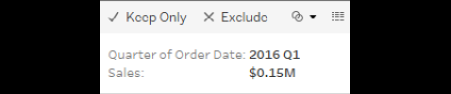 Keep Only Exclude
Quarter of Order Date: 2016 Q1
Sales: $0.15M